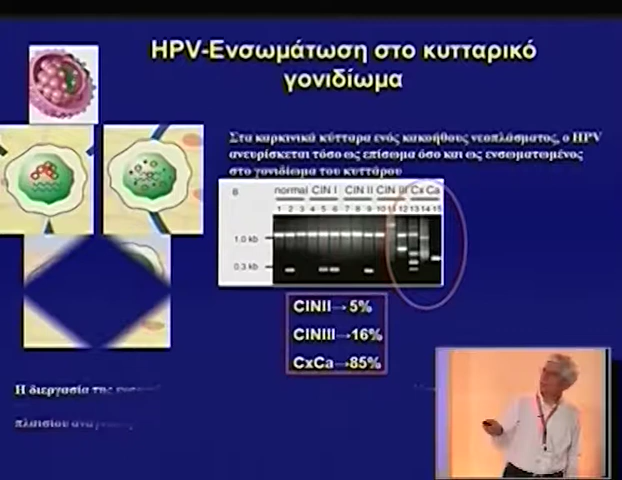 HPV-Ενσωμάτωση στο κυτταρικό
γονιδίωμα
Στα καρκινικά κύτταρα ενός κακοήθους νεοπλάσματος, ο HPV
ανευρίσκεται τόσο ως επίσωμα όσο και ως ενσωματωμένος
στο γονιδίωμα του κυττάρου
B normal CIN I CIN II CIN III Cx Ca
1 2 3 4 5 6 7 8 9 10 11 12 13 14 15
1.0 kb
0.3 kb
CINII→5%
CINIII→16%
CxCa→85%
Η διεργασία της
πλαισίου